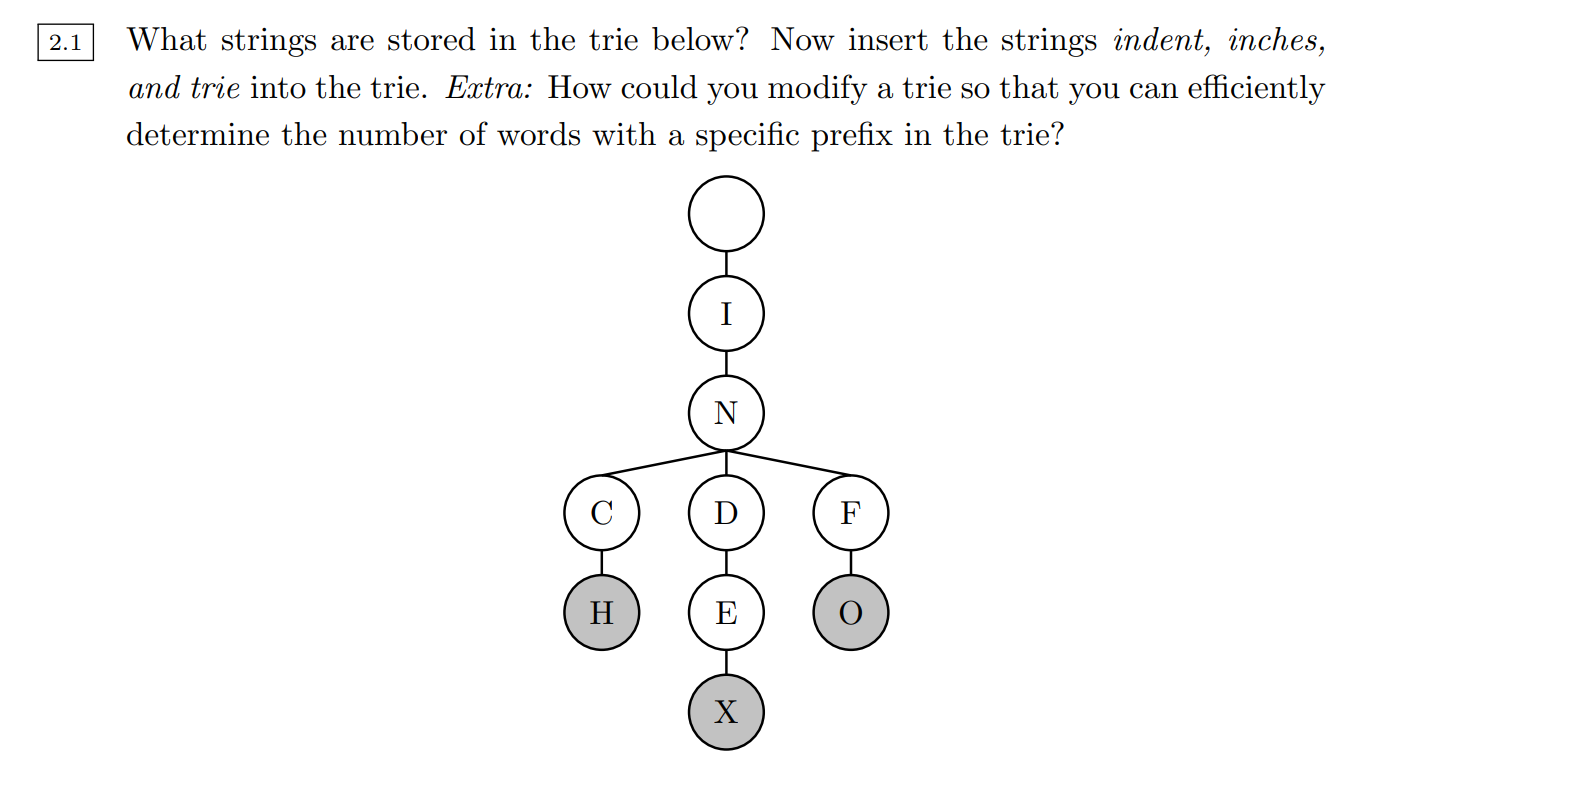 2.1 What strings are stored in the trie below? Now insert the strings indent, inches,
and trie into the trie. Extra: How could you modify a trie so that you can efficiently
determine the number of words with a specific prefix in the trie?
I
N
C D F
H E O
X